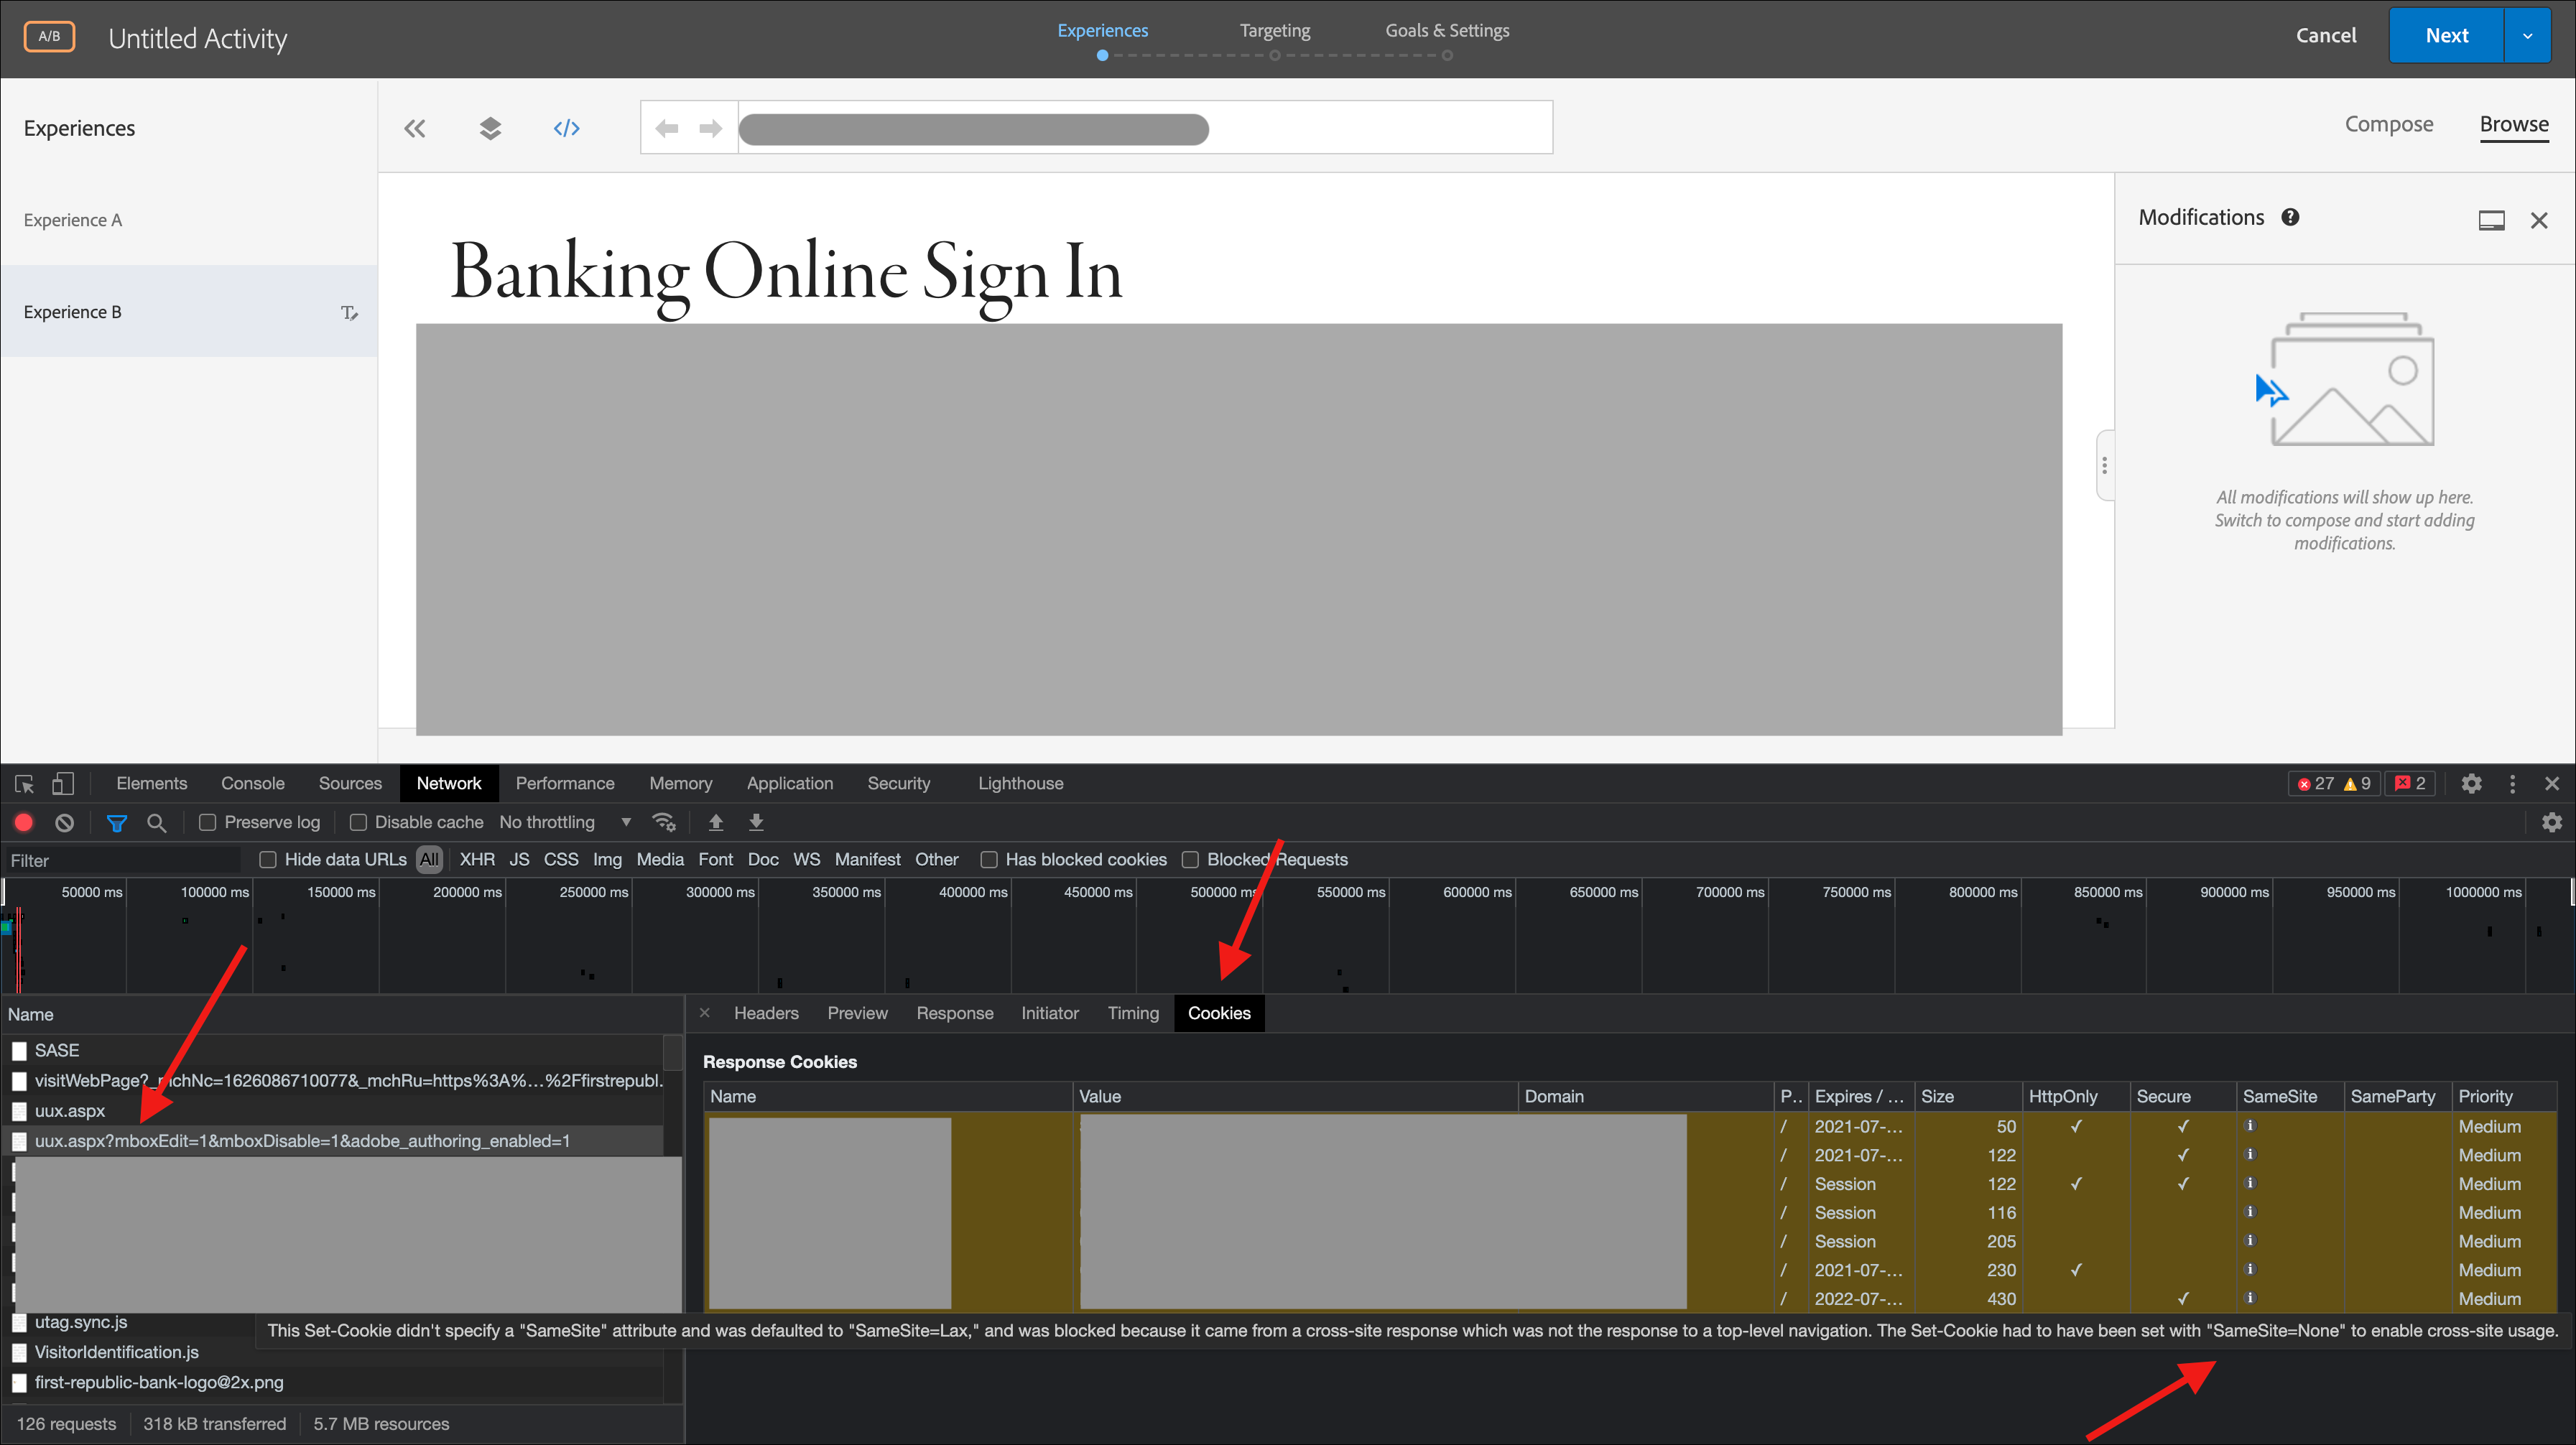 A/B Untitled Activity Experiences Targeting Goals & Settings Cancel Next
Experiences </> Compose Browse
Experience A
Experience B
Banking Online Sign In
Modifications ?
All modifications will show up here.
Switch to compose and start adding
modifications.
Elements Console Sources Network Performance Memory Application Security Lighthouse 27 9 2
Preserve log Disable cache No throttling
Filter Hide data URLs All XHR JS CSS Img Media Font Doc WS Manifest Other Has blocked cookies Blocked Requests
50000 ms 100000 ms 150000 ms 200000 ms 250000 ms 300000 ms 350000 ms 400000 ms 450000 ms 500000 ms 550000 ms 600000 ms 650000 ms 700000 ms 750000 ms 800000 ms 850000 ms 900000 ms 950000 ms 1000000 ms
Name
SASE
visitWebPage?_mchNc=1626086710077&_mchRu=https%3A%…%2Ffirstrepubl.
uux.aspx
uux.aspx?mboxEdit=1&mboxDisable=1&adobe_authoring_enabled=1
utag.sync.js
VisitorIdentification.js
first-republic-bank-logo@2x.png
126 requests 318 kB transferred 5.7 MB resources
Headers Preview Response Initiator Timing Cookies
Response Cookies
Name Value Domain P.. Expires / ... Size HttpOnly Secure SameSite SameParty Priority
/ 2021-07-... 50 ✓ ✓ Medium
/ 2021-07-... 122 ✓ Medium
/ Session 122 ✓ ✓ Medium
/ Session 116 Medium
/ Session 205 Medium
/ 2021-07-... 230 ✓ Medium
/ 2022-07-... 430 ✓ Medium
This Set-Cookie didn't specify a "SameSite" attribute and was defaulted to "SameSite=Lax," and was blocked because it came from a cross-site response which was not the response to a top-level navigation. The Set-Cookie had to have been set with "SameSite=None" to enable cross-site usage.